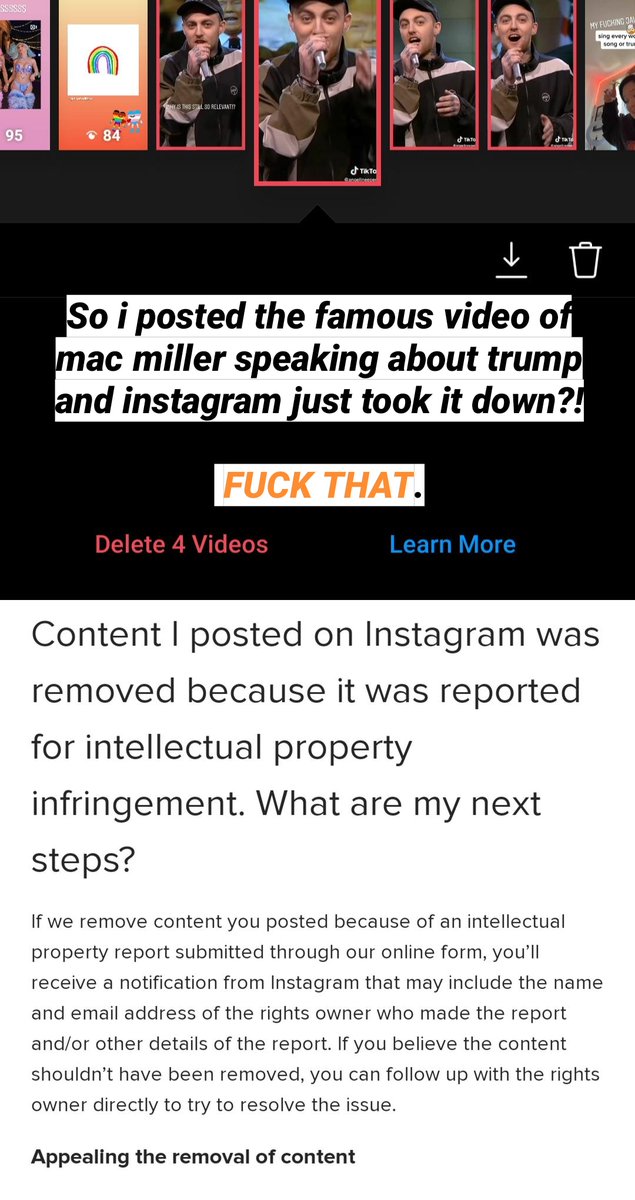 SSSSSS
MY FUCKING
sing every
song or
WHY IS THIS STILL SO RELEVANT!?
95
84
TikTo
TikTo
TikTo
So i posted the famous video of
mac miller speaking about trump
and instagram just took it down?!
FUCK THAT.
Delete 4 Videos
Learn More
Content I posted on Instagram was
removed because it was reported
for intellectual property
infringement. What are my next
steps?
If we remove content you posted because of an intellectual
property report submitted through our online form, you’ll
receive a notification from Instagram that may include the name
and email address of the rights owner who made the report
and/or other details of the report. If you believe the content
shouldn’t have been removed, you can follow up with the rights
owner directly to try to resolve the issue.
Appealing the removal of content